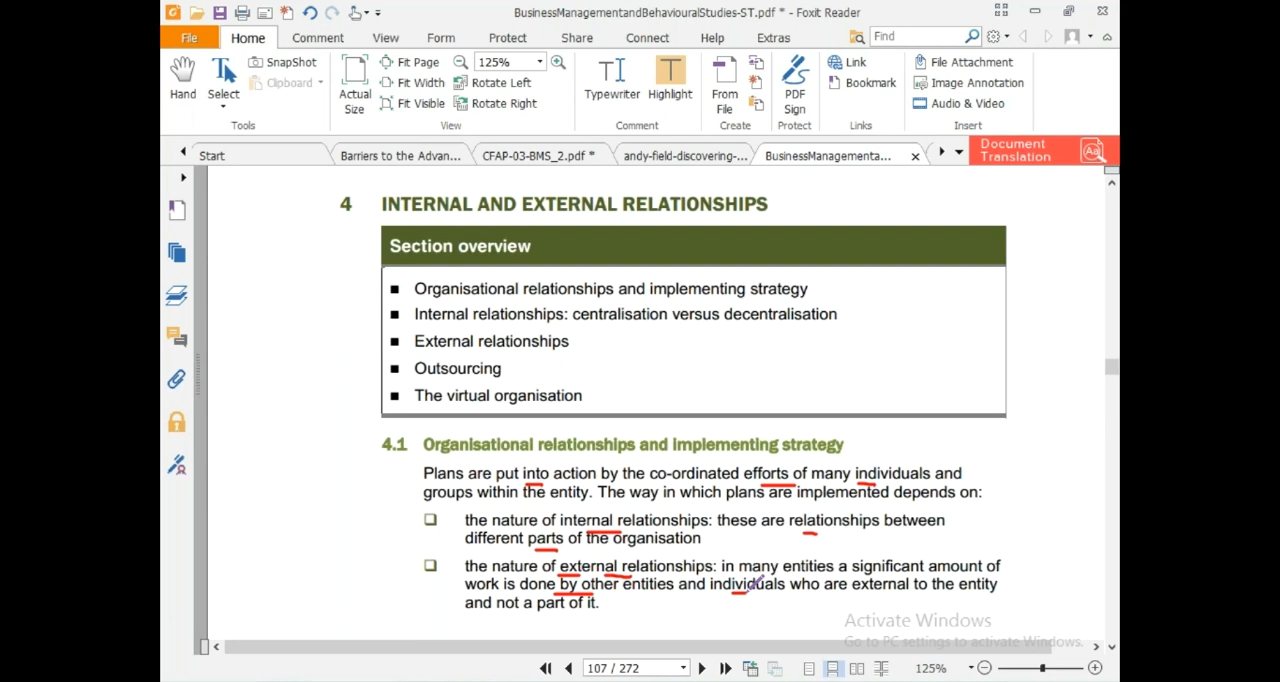 BusinessManagementandBehaviouralStudies-ST.pdf * - Foxit Reader
File Home Comment View Form Protect Share Connect Help Extras Find
Hand
Select
SnapShot
Clipboard
Tools
Actual Size
Fit Page
Fit Width
Fit Visible
125%
Rotate Left
Rotate Right
View
Typewriter
Highlight
Comment
From File
Create
PDF Sign
Protect
Link
Bookmark
Links
File Attachment
Image Annotation
Audio & Video
Insert
Start Barriers to the Advan... CFAP-03-BMS_2.pdf * andy-field-discovering-... BusinessManagementa...
Document
Translation
Aa
4 INTERNAL AND EXTERNAL RELATIONSHIPS
Section overview
■ Organisational relationships and implementing strategy
■ Internal relationships: centralisation versus decentralisation
■ External relationships
■ Outsourcing
■ The virtual organisation
4.1 Organisational relationships and implementing strategy
Plans are put into action by the co-ordinated efforts of many individuals and
groups within the entity. The way in which plans are implemented depends on:
❑ the nature of internal relationships: these are relationships between
different parts of the organisation
❑ the nature of external relationships: in many entities a significant amount of
work is done by other entities and individuals who are external to the entity
and not a part of it.
Activate Windows
Go to PC settings to activate Windows.
107 / 272
125%